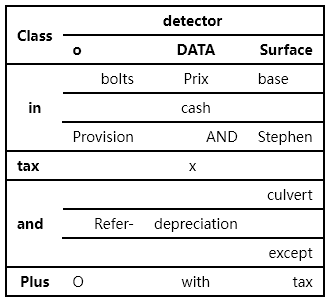 detector
Class
o DATA Surface
bolts Prix base
in cash
Provision AND Stephen
tax x
culvert
and Refer- depreciation
except
Plus O with tax